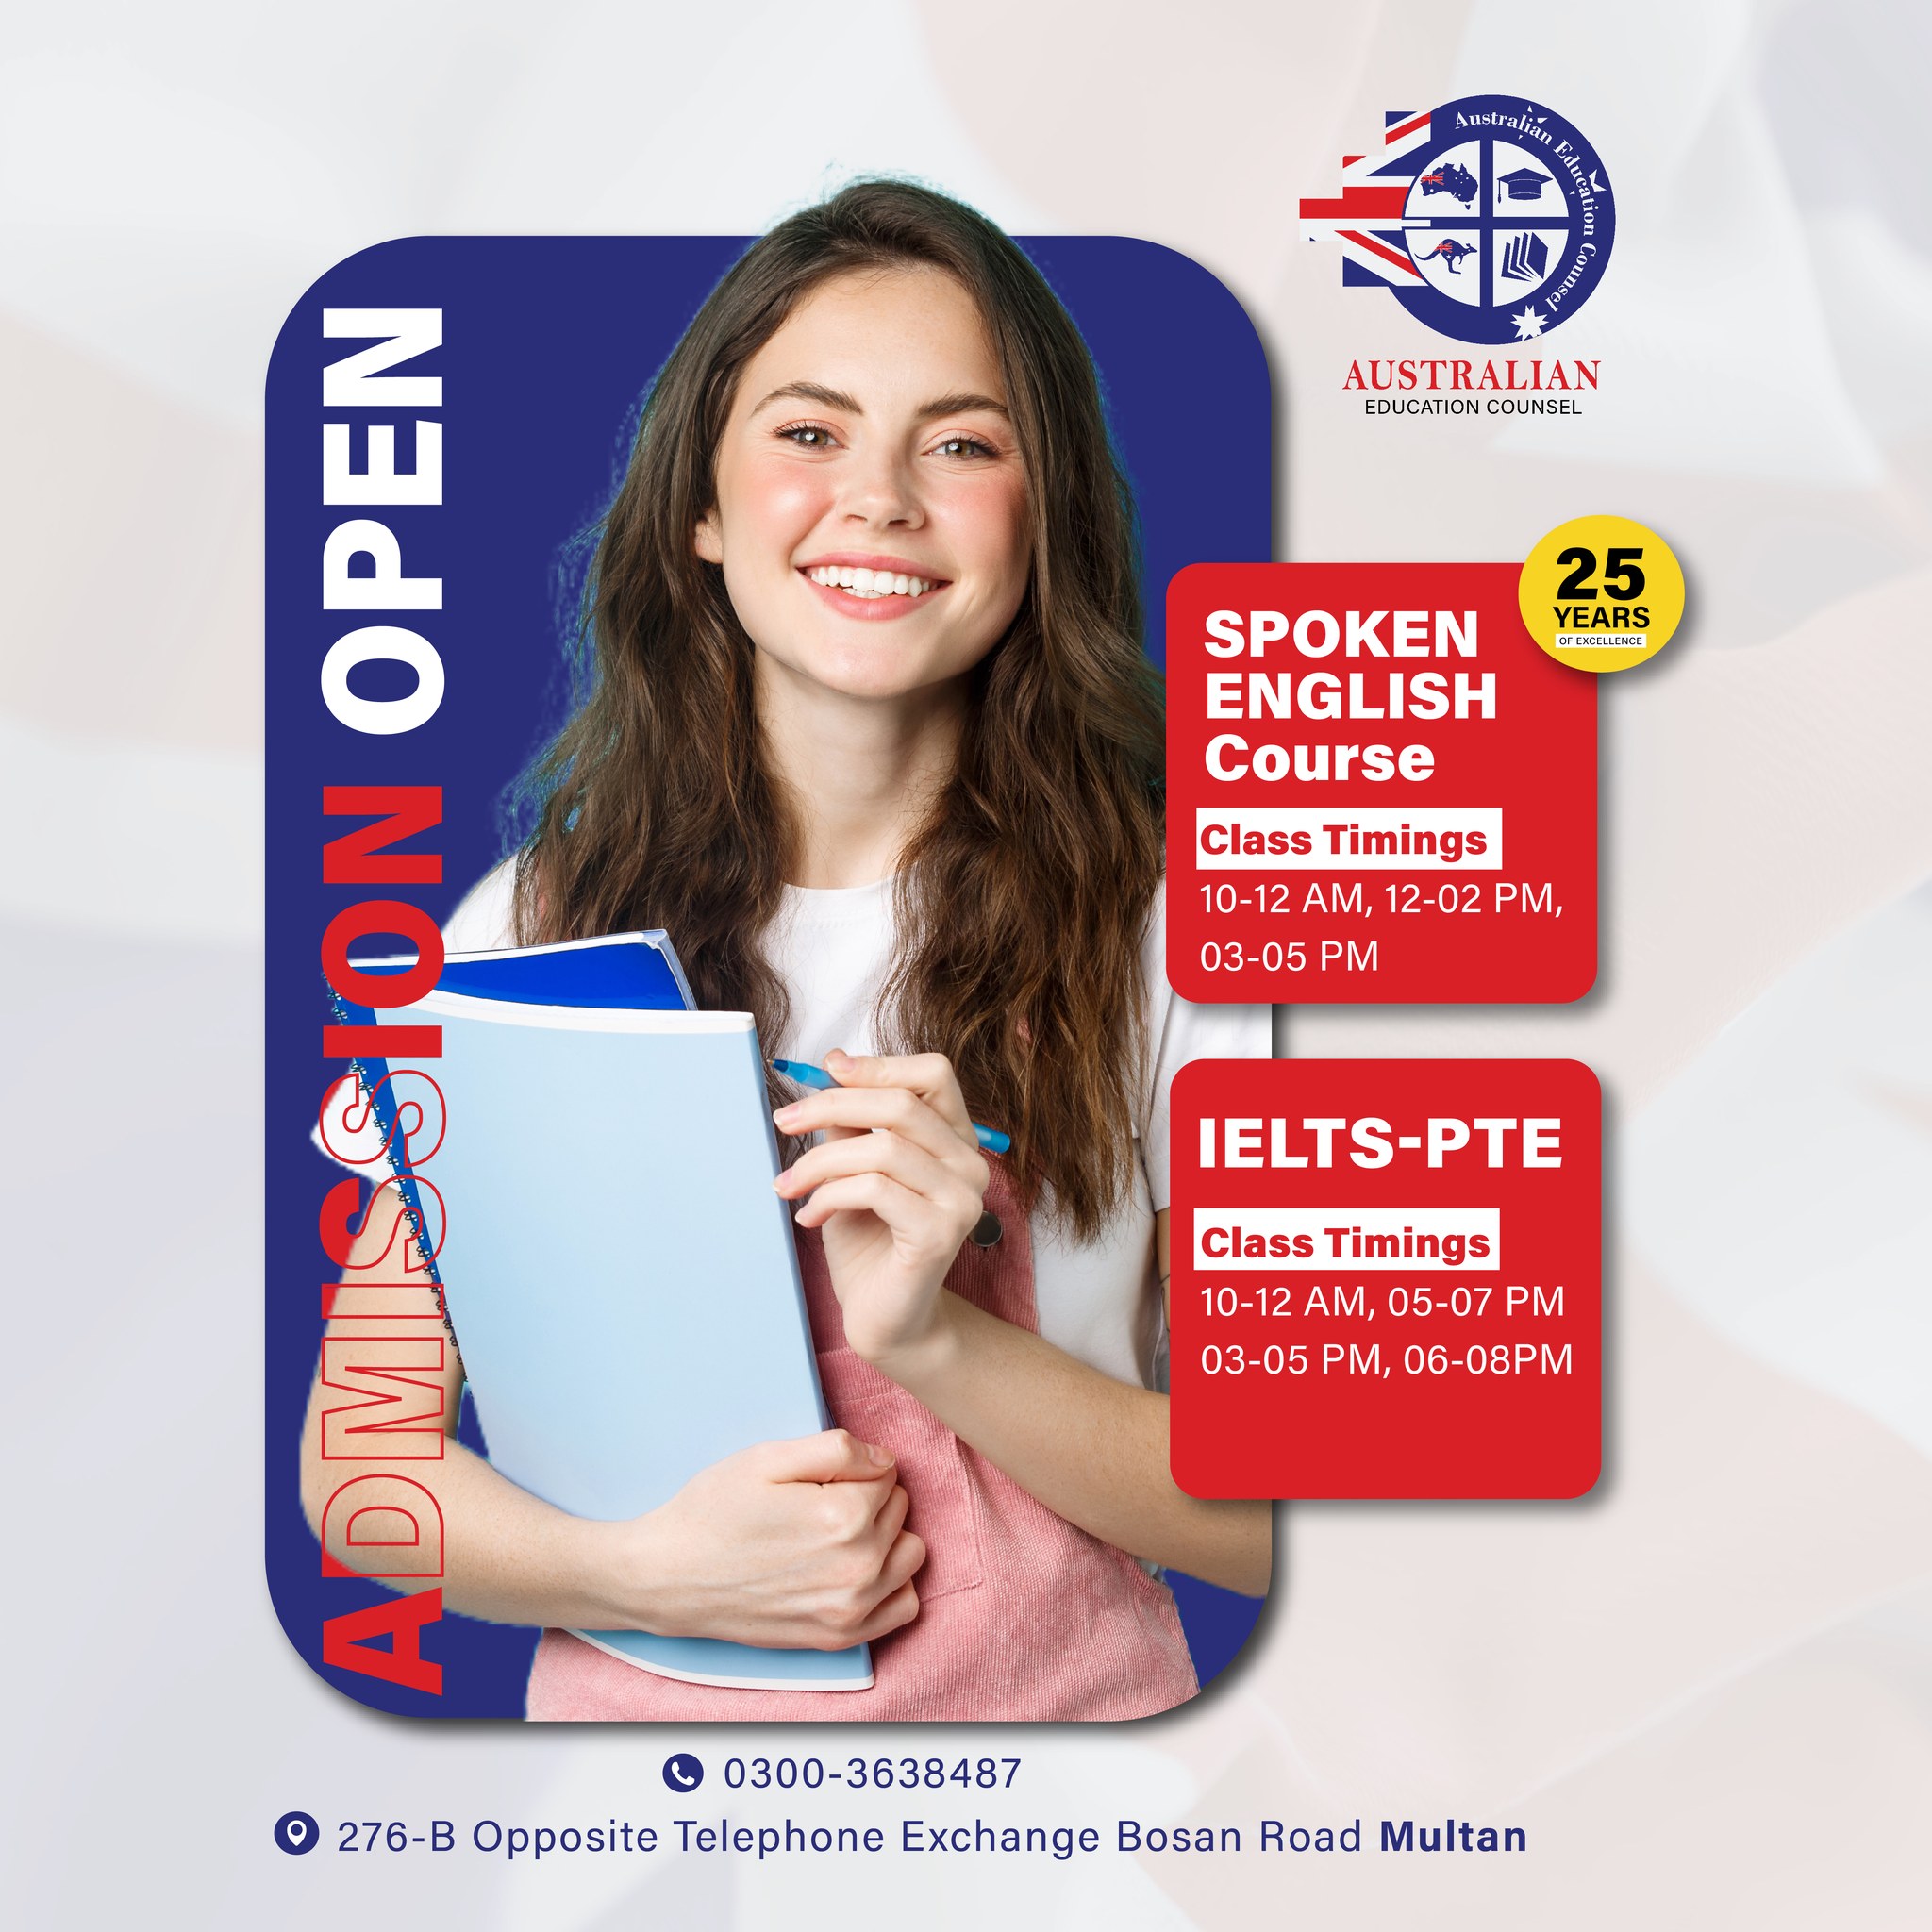 Australian Education Counsel
AUSTRALIAN
EDUCATION COUNSEL
ADMISSION OPEN
25
YEARS
OF EXCELLENCE
SPOKEN
ENGLISH
Course
Class Timings
10-12 AM, 12-02 PM,
03-05 PM
IELTS-PTE
Class Timings
10-12 AM, 05-07 PM
03-05 PM, 06-08PM
0300-3638487
276-B Opposite Telephone Exchange Bosan Road Multan